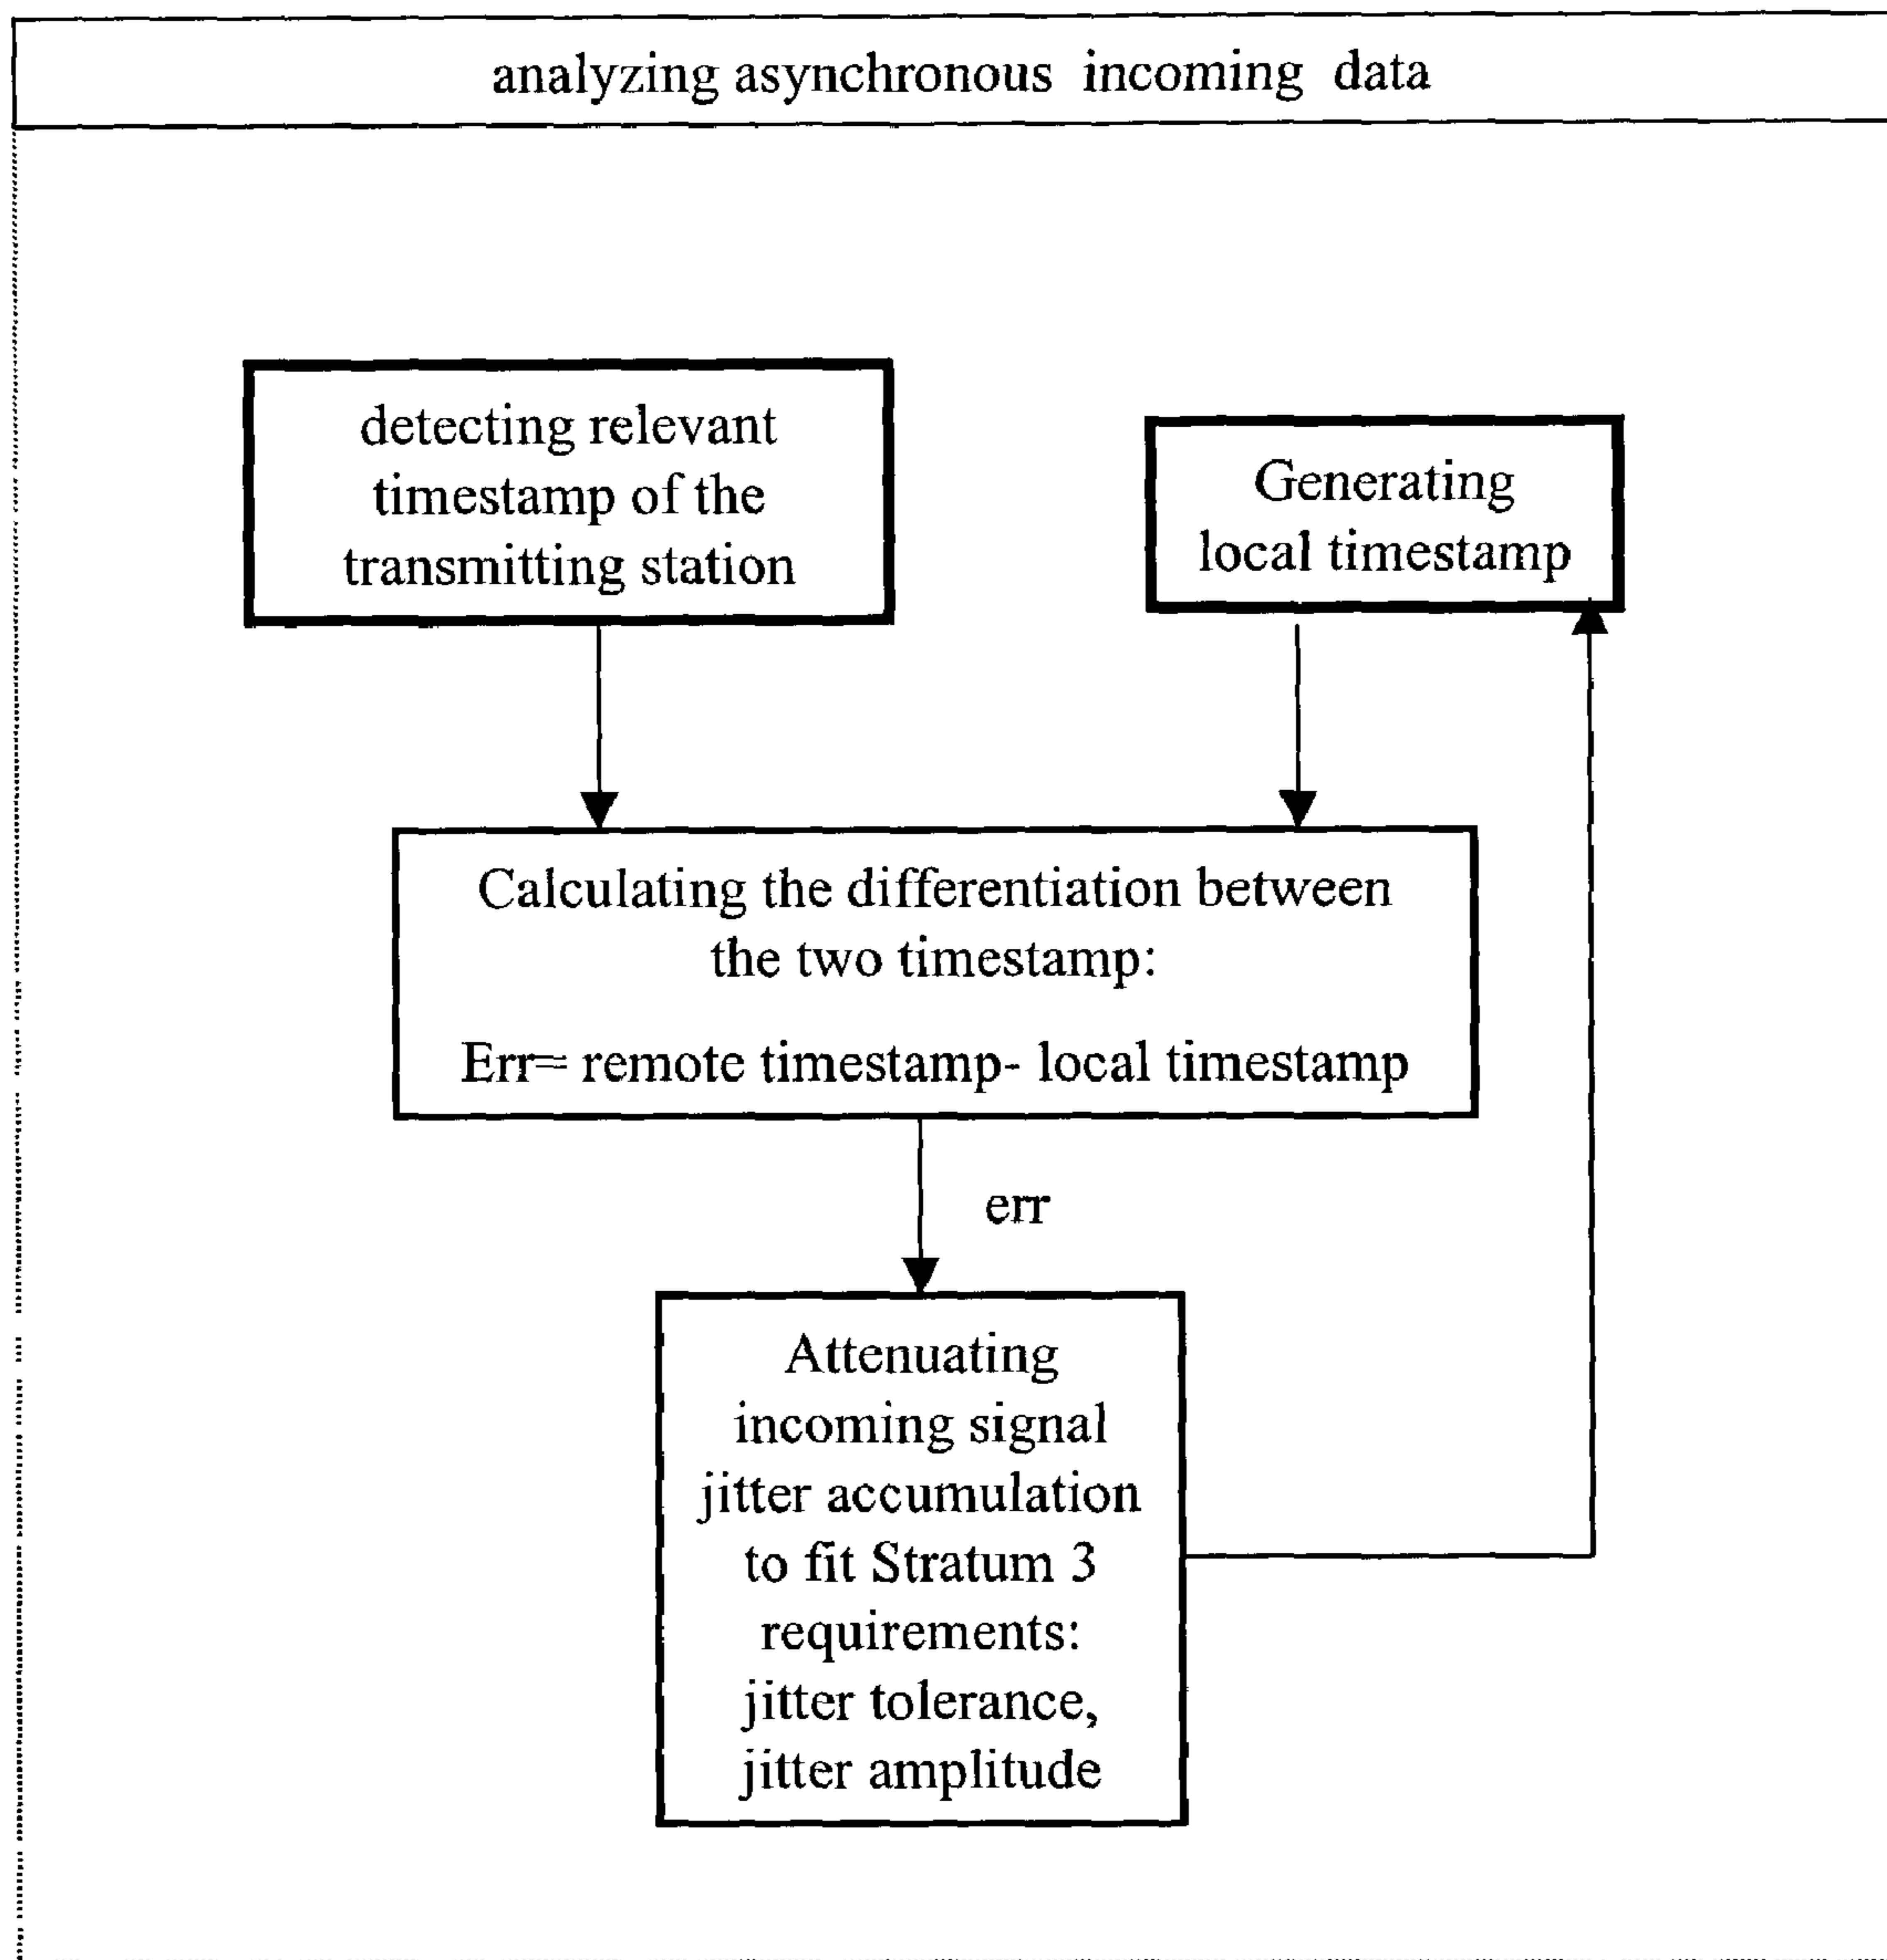 analyzing asynchronous incoming data
detecting relevant
timestamp of the
transmitting station
Generating
local timestamp
Calculating the differentiation between
the two timestamp:
Err= remote timestamp- local timestamp
err
Attenuating
incoming signal
jitter accumulation
to fit Stratum 3
requirements:
jitter tolerance,
jitter amplitude